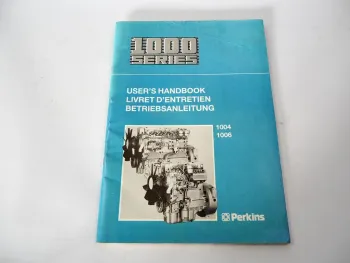 1000
SERIES
USER'S HANDBOOK
LIVRET D'ENTRETIEN
BETRIEBSANLEITUNG
1004
1006
Perkins